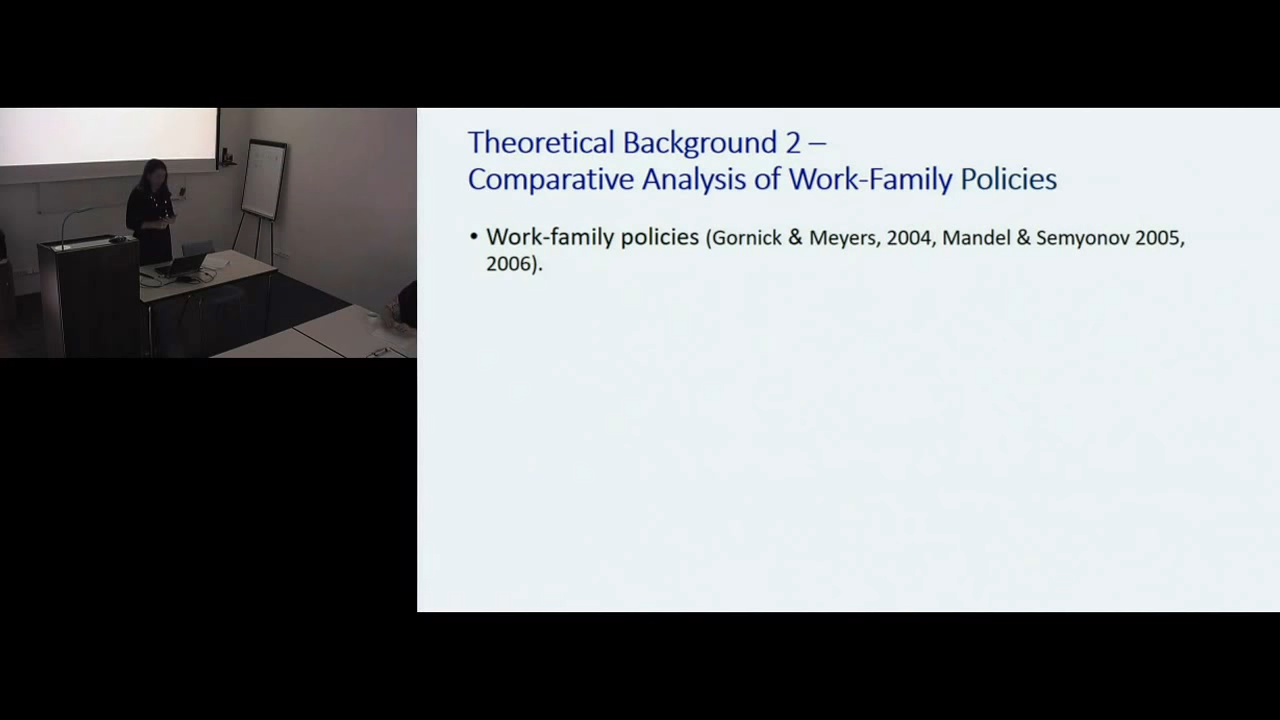 Theoretical Background 2 –
Comparative Analysis of Work-Family Policies
• Work-family policies (Gornick & Meyers, 2004, Mandel & Semyonov 2005,
2006).